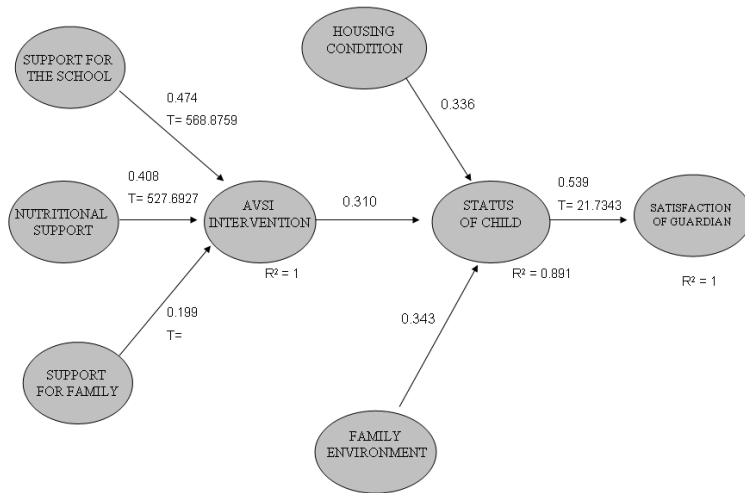 HOUSING
CONDITION
SUPPORT FOR
THE SCHOOL
0.474
T= 568.8759
0.336
0.408
T= 527.6927
0.539
T= 21.7343
NUTRITIONAL
SUPPORT
AVSI
INTERVENTION
0.310
STATUS
OF CHILD
SATISFACTION
OF GUARDIAN
R² = 1
R² = 0.891
R² = 1
0.199
T=
0.343
SUPPORT
FOR FAMILY
FAMILY
ENVIRONMENT